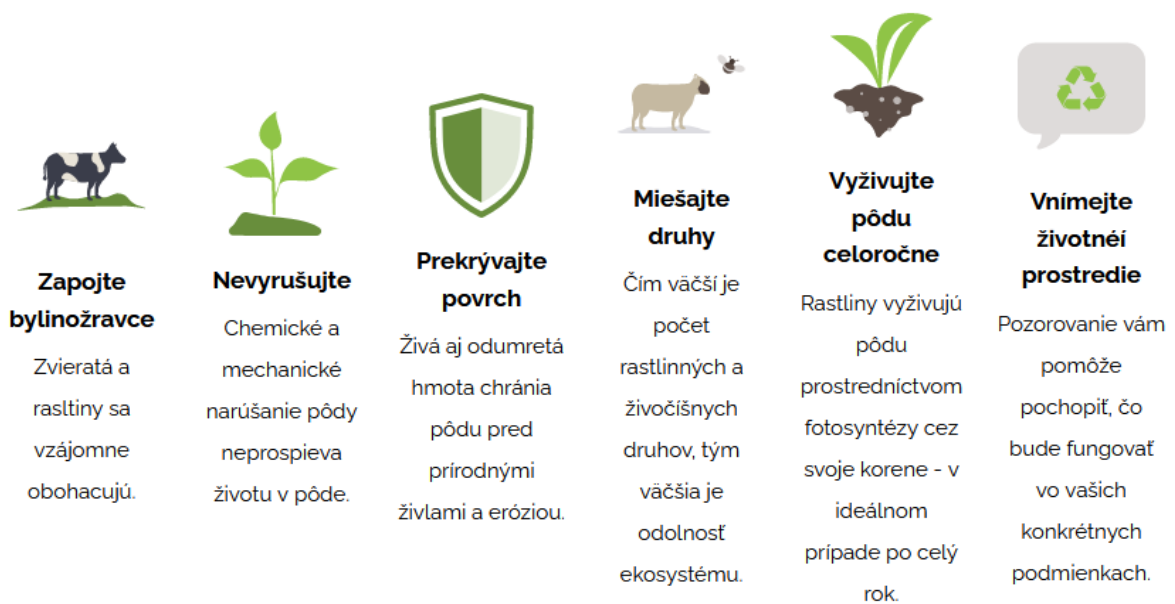 Zapojte
bylinožravce
Zvieratá a
rasltiny sa
vzájomne
obohacujú.
Nevyrušujte
Chemické a
mechanické
narúšanie pôdy
neprospieva
životu v pôde.
Prekrývajte
povrch
Živá aj odumretá
hmota chránia
pôdu pred
prírodnými
živlami a eróziou.
Miešajte
druhy
Čím väčší je
počet
rastlinných a
živočíšnych
druhov, tým
väčšia je
odolnosť
ekosystému.
Vyživujte
pôdu
celoročne
Rastliny vyživujú
pôdu
prostredníctvom
fotosyntézy cez
svoje korene - v
ideálnom
prípade po celý
rok.
Vnímejte
životnéí
prostredie
Pozorovanie vám
pomôže
pochopiť, čo
bude fungovať
vo vašich
konkrétnych
podmienkach.